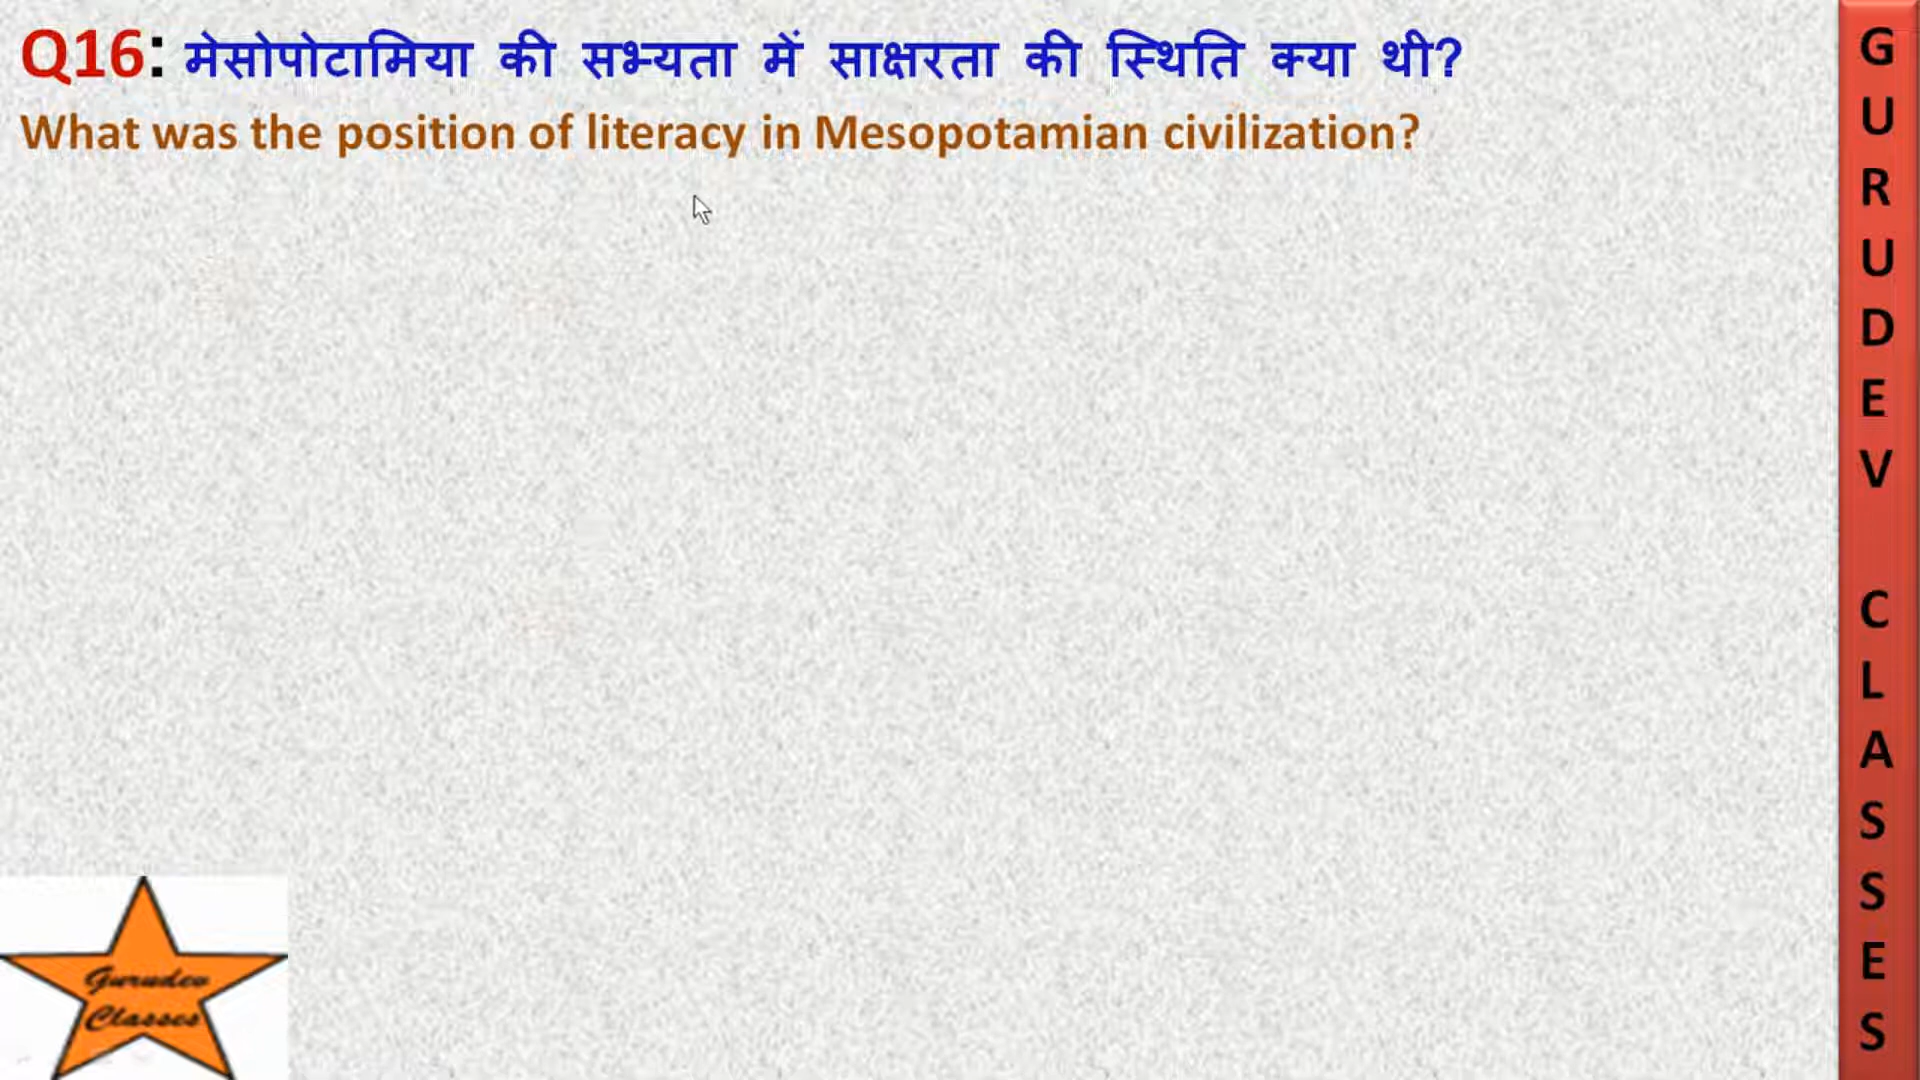 Q16: मेसोपोटामिया की सभ्यता में साक्षरता की स्थिति क्या थी?
What was the position of literacy in Mesopotamian civilization?
GURUDEV CLASSES
Gurudev
Classes